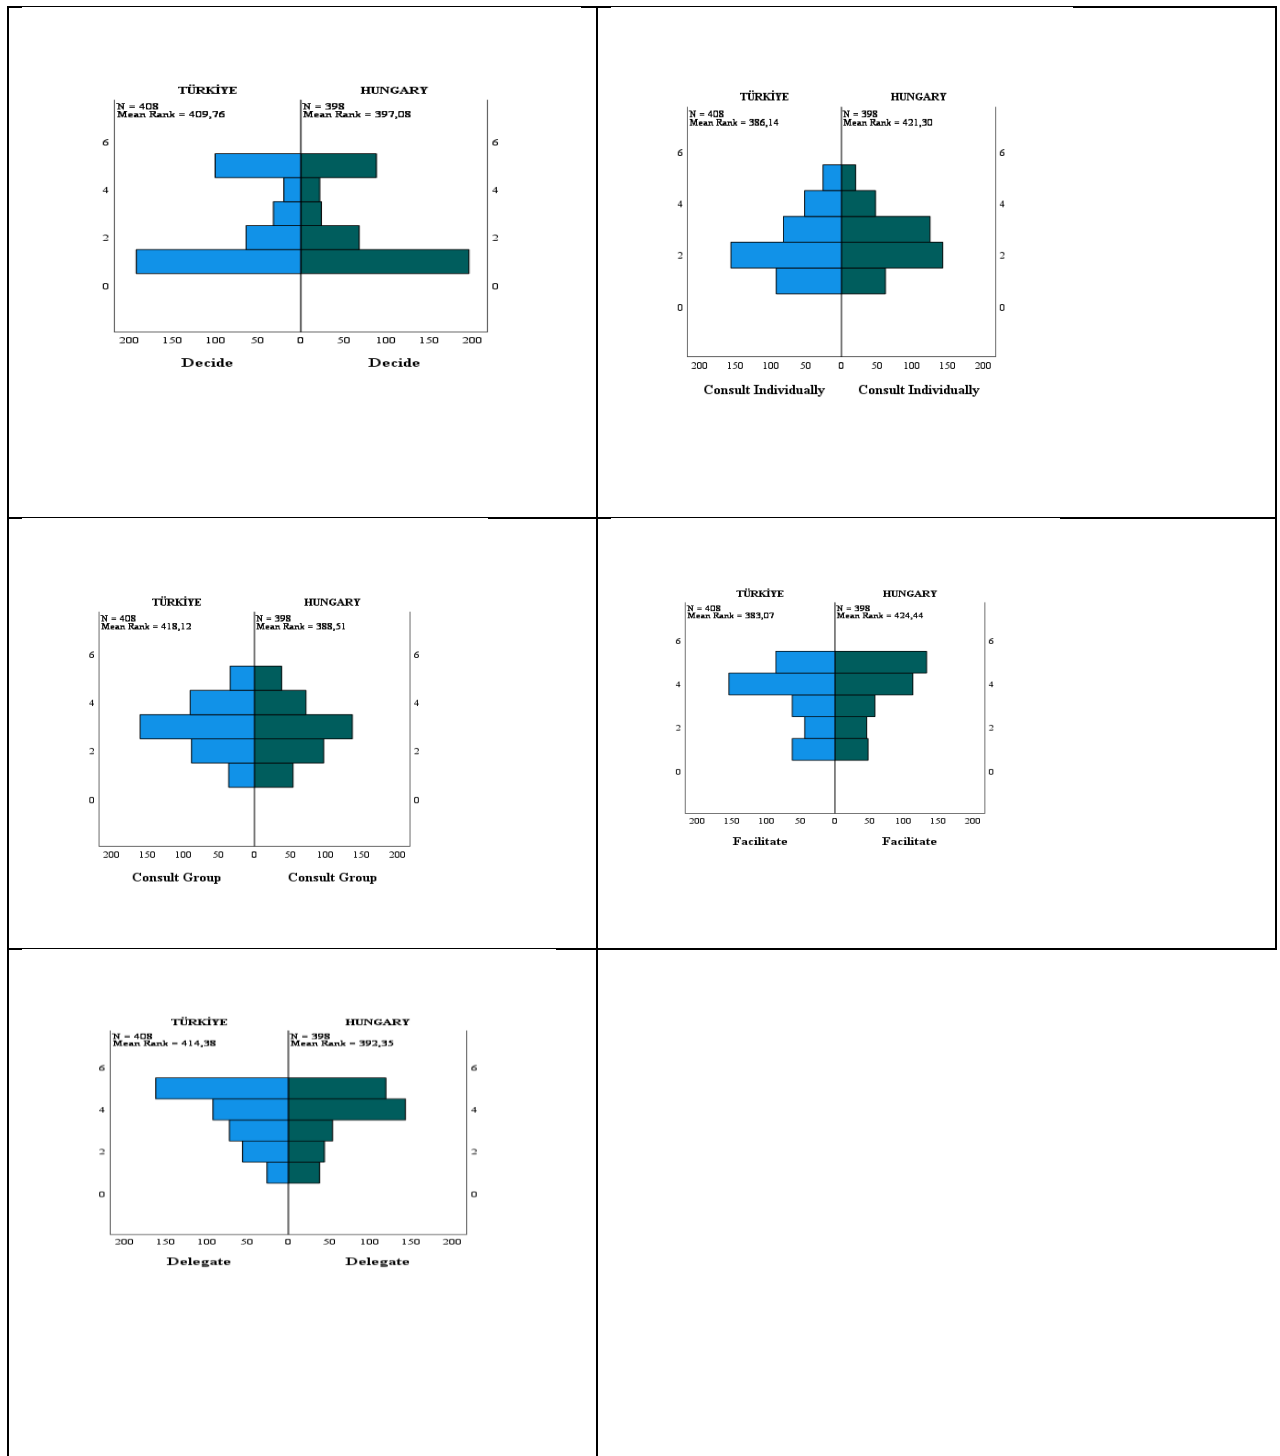 TÜRKİYE HUNGARY
N = 408 N = 398
Mean Rank = 409,76 Mean Rank = 397,08
6 6
4 4
2 2
0 0
200 150 100 50 0 50 100 150 200
Decide Decide
TÜRKİYE HUNGARY
N = 408 N = 398
Mean Rank = 386,14 Mean Rank = 421,30
6 6
4 4
2 2
0 0
200 150 100 50 0 50 100 150 200
Consult Individually Consult Individually
TÜRKİYE HUNGARY
N = 408 N = 398
Mean Rank = 418,12 Mean Rank = 388,51
6 6
4 4
2 2
0 0
200 150 100 50 0 50 100 150 200
Consult Group Consult Group
TÜRKİYE HUNGARY
N = 408 N = 398
Mean Rank = 383,07 Mean Rank = 424,44
6 6
4 4
2 2
0 0
200 150 100 50 0 50 100 150 200
Facilitate Facilitate
TÜRKİYE HUNGARY
N = 408 N = 398
Mean Rank = 414,38 Mean Rank = 392,35
6 6
4 4
2 2
0 0
200 150 100 50 0 50 100 150 200
Delegate Delegate